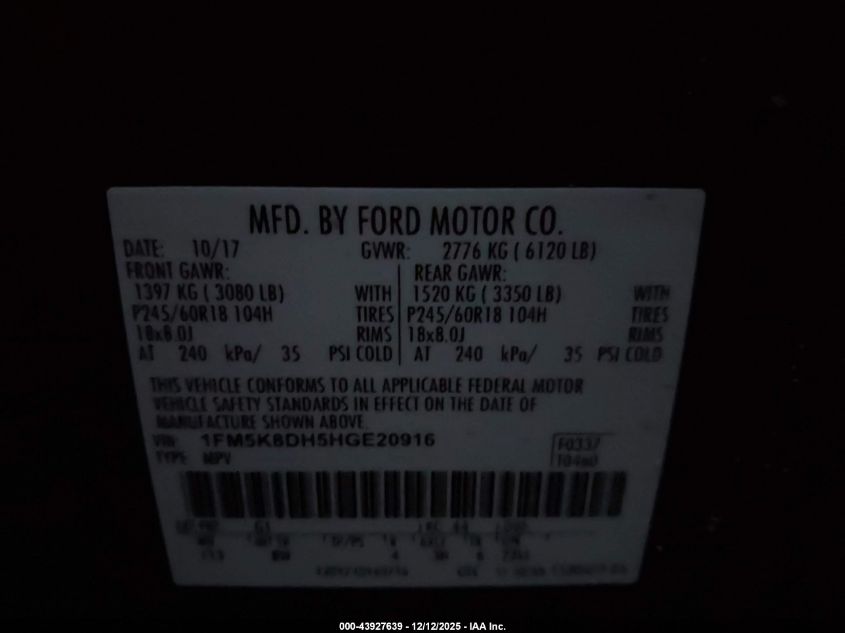 MFD. BY FORD MOTOR CO.
DATE: 10/17 GVWR: 2776 KG ( 6120 LB)
FRONT GAWR: REAR GAWR:
1397 KG ( 3080 LB) WITH 1520 KG ( 3350 LB) WITH
P245/60R18 104H TIRES P245/60R18 104H TIRES
18x8.0J RIMS 18x8.0J RIMS
AT 240 kPa/ 35 PSI COLD AT 240 kPa/ 35 PSI COLD
THIS VEHICLE CONFORMS TO ALL APPLICABLE FEDERAL MOTOR
VEHICLE SAFETY STANDARDS IN EFFECT ON THE DATE OF
MANUFACTURE SHOWN ABOVE.
VIN: 1FM5K8DH5HGE20916
TYPE: MPV
000-43927639 - 12/12/2025 - IAA Inc.